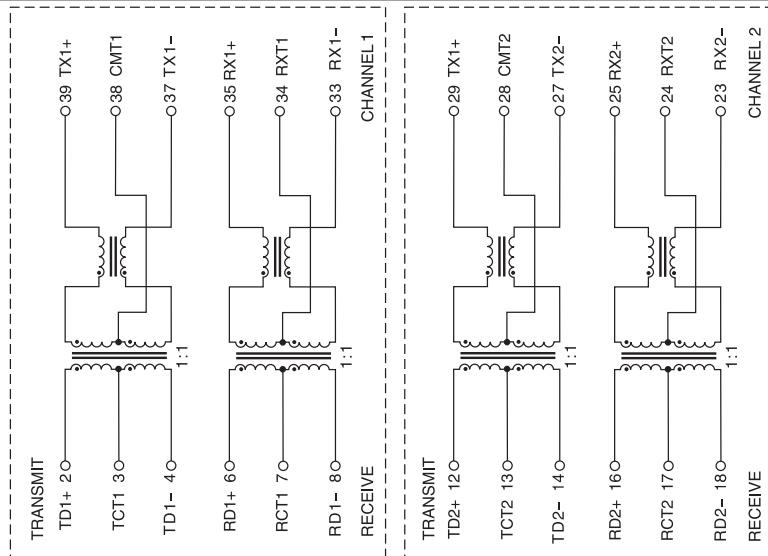 39 TX1+
38 CMT1
37 TX1-
35 RX1+
34 RXT1
33 RX1-
CHANNEL 1
1:1
1:1
TRANSMIT
TD1+ 2
TCT1 3
TD1- 4
RD1+ 6
RCT1 7
RD1- 8
RECEIVE
29 TX1+
28 CMT2
27 TX2-
25 RX2+
24 RXT2
23 RX2-
CHANNEL 2
1:1
1:1
TRANSMIT
TD2+ 12
TCT2 13
TD2- 14
RD2+ 16
RCT2 17
RD2- 18
RECEIVE